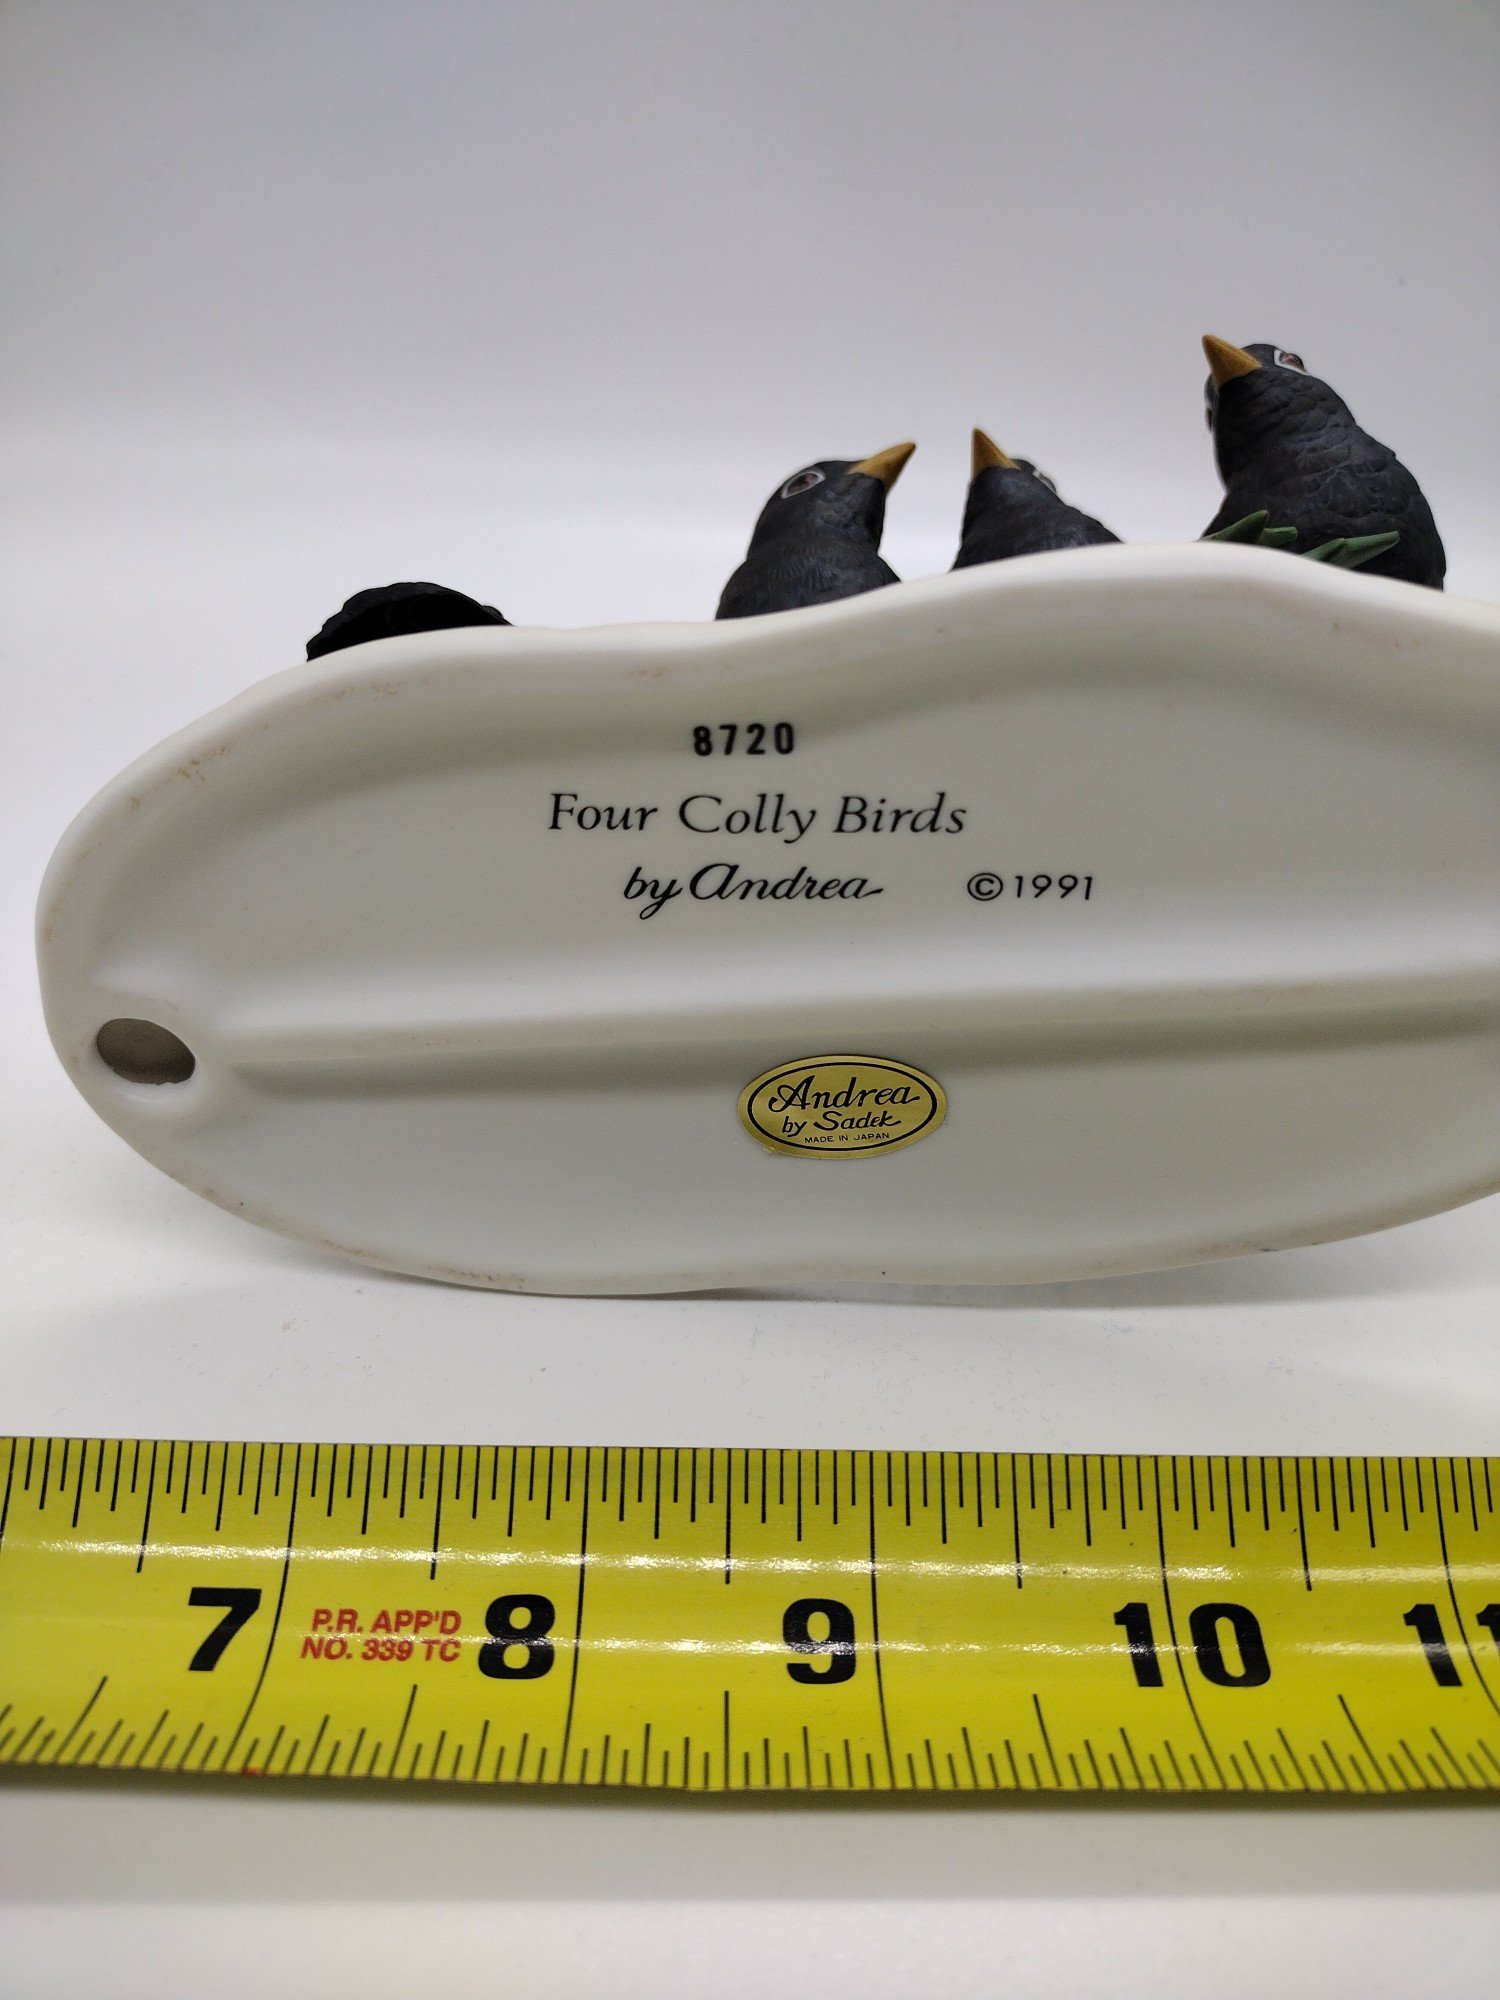 8720
Four Colly Birds
by Andrea © 1991
Andrea
by Sadek
MADE IN JAPAN
7 P.R. APP'D 8 9 10 11
NO. 339 TC